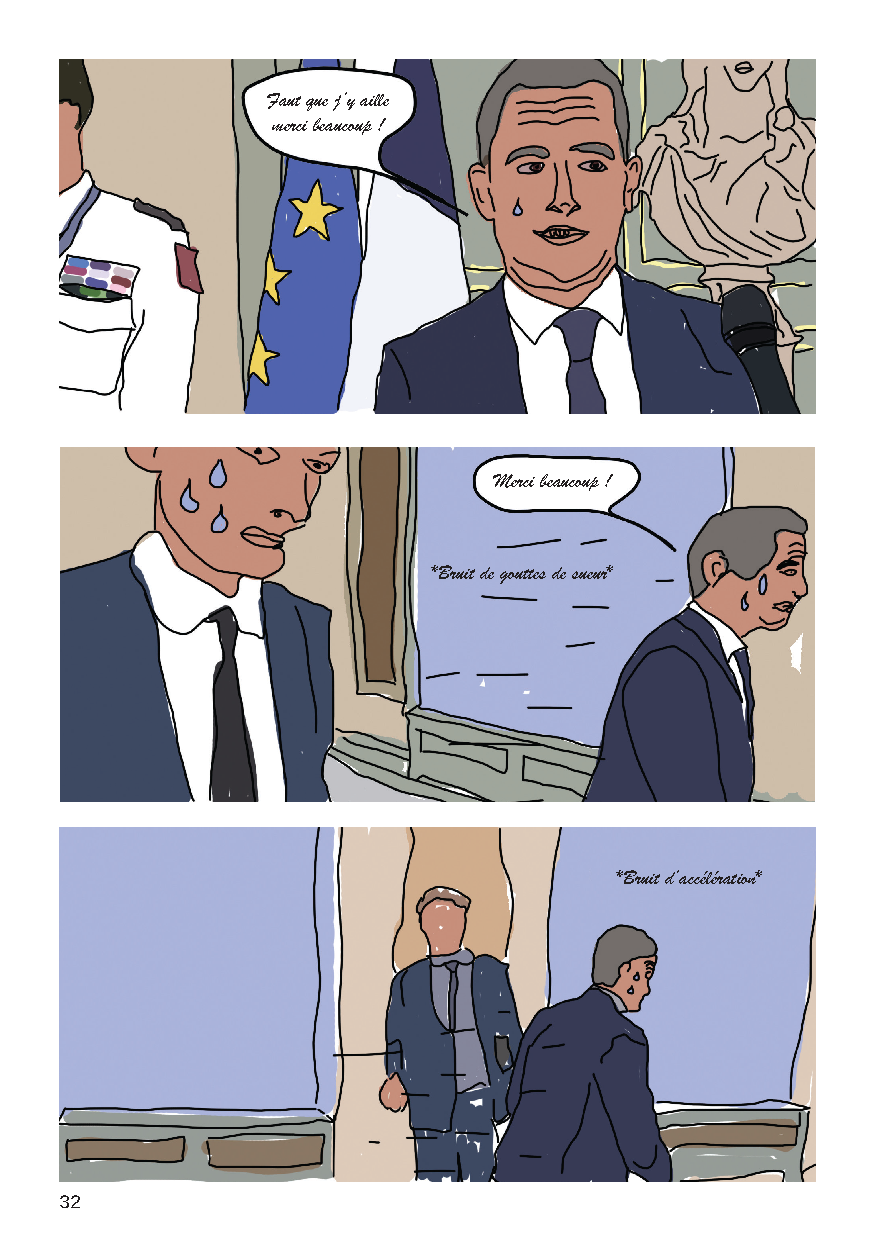 Faut que j'y aille
merci beaucoup !
Merci beaucoup !
*Bruit de gouttes de sueur*
*Bruit d'accélération*
32